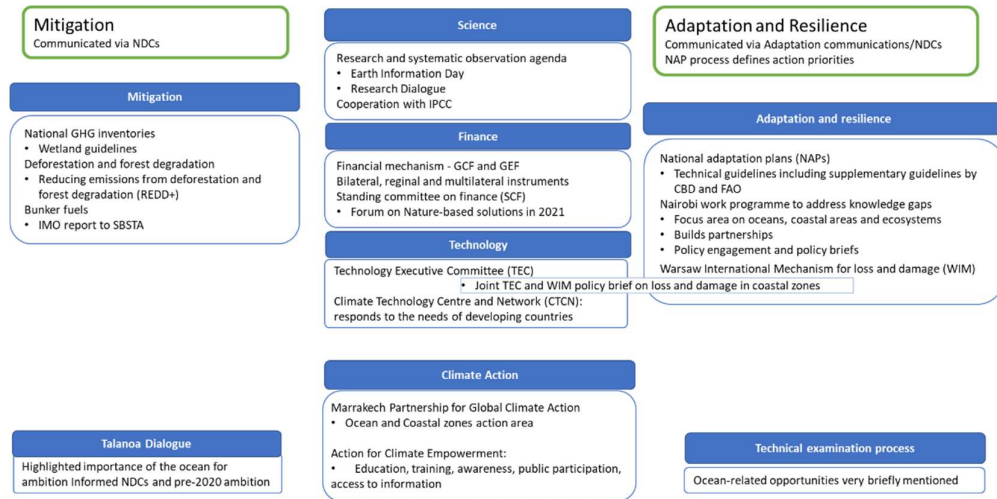 Mitigation
Communicated via NDCs
Mitigation
National GHG inventories
• Wetland guidelines
Deforestation and forest degradation
• Reducing emissions from deforestation and
forest degradation (REDD+)
Bunker fuels
• IMO report to SBSTA
Talanoa Dialogue
Highlighted importance of the ocean for
ambition Informed NDCs and pre-2020 ambition
Science
Research and systematic observation agenda
• Earth Information Day
• Research Dialogue
Cooperation with IPCC
Finance
Financial mechanism - GCF and GEF
Bilateral, reginal and multilateral instruments
Standing committee on finance (SCF)
• Forum on Nature-based solutions in 2021
Technology
Technology Executive Committee (TEC)
• Joint TEC and WIM policy brief on loss and damage in coastal zones
Climate Technology Centre and Network (CTCN):
responds to the needs of developing countries
Climate Action
Marrakech Partnership for Global Climate Action
• Ocean and Coastal zones action area
Action for Climate Empowerment:
• Education, training, awareness, public participation,
access to information
Adaptation and Resilience
Communicated via Adaptation communications/NDCs
NAP process defines action priorities
Adaptation and resilience
National adaptation plans (NAPs)
• Technical guidelines including supplementary guidelines by
CBD and FAO
Nairobi work programme to address knowledge gaps
• Focus area on oceans, coastal areas and ecosystems
• Builds partnerships
• Policy engagement and policy briefs
Warsaw International Mechanism for loss and damage (WIM)
Technical examination process
Ocean-related opportunities very briefly mentioned